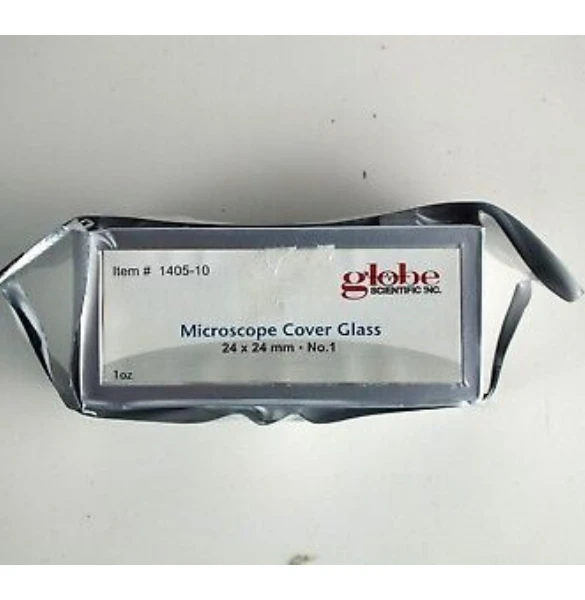 Item # 1405-10
globe
SCIENTIFIC INC.
Microscope Cover Glass
24 x 24 mm • No.1
1oz